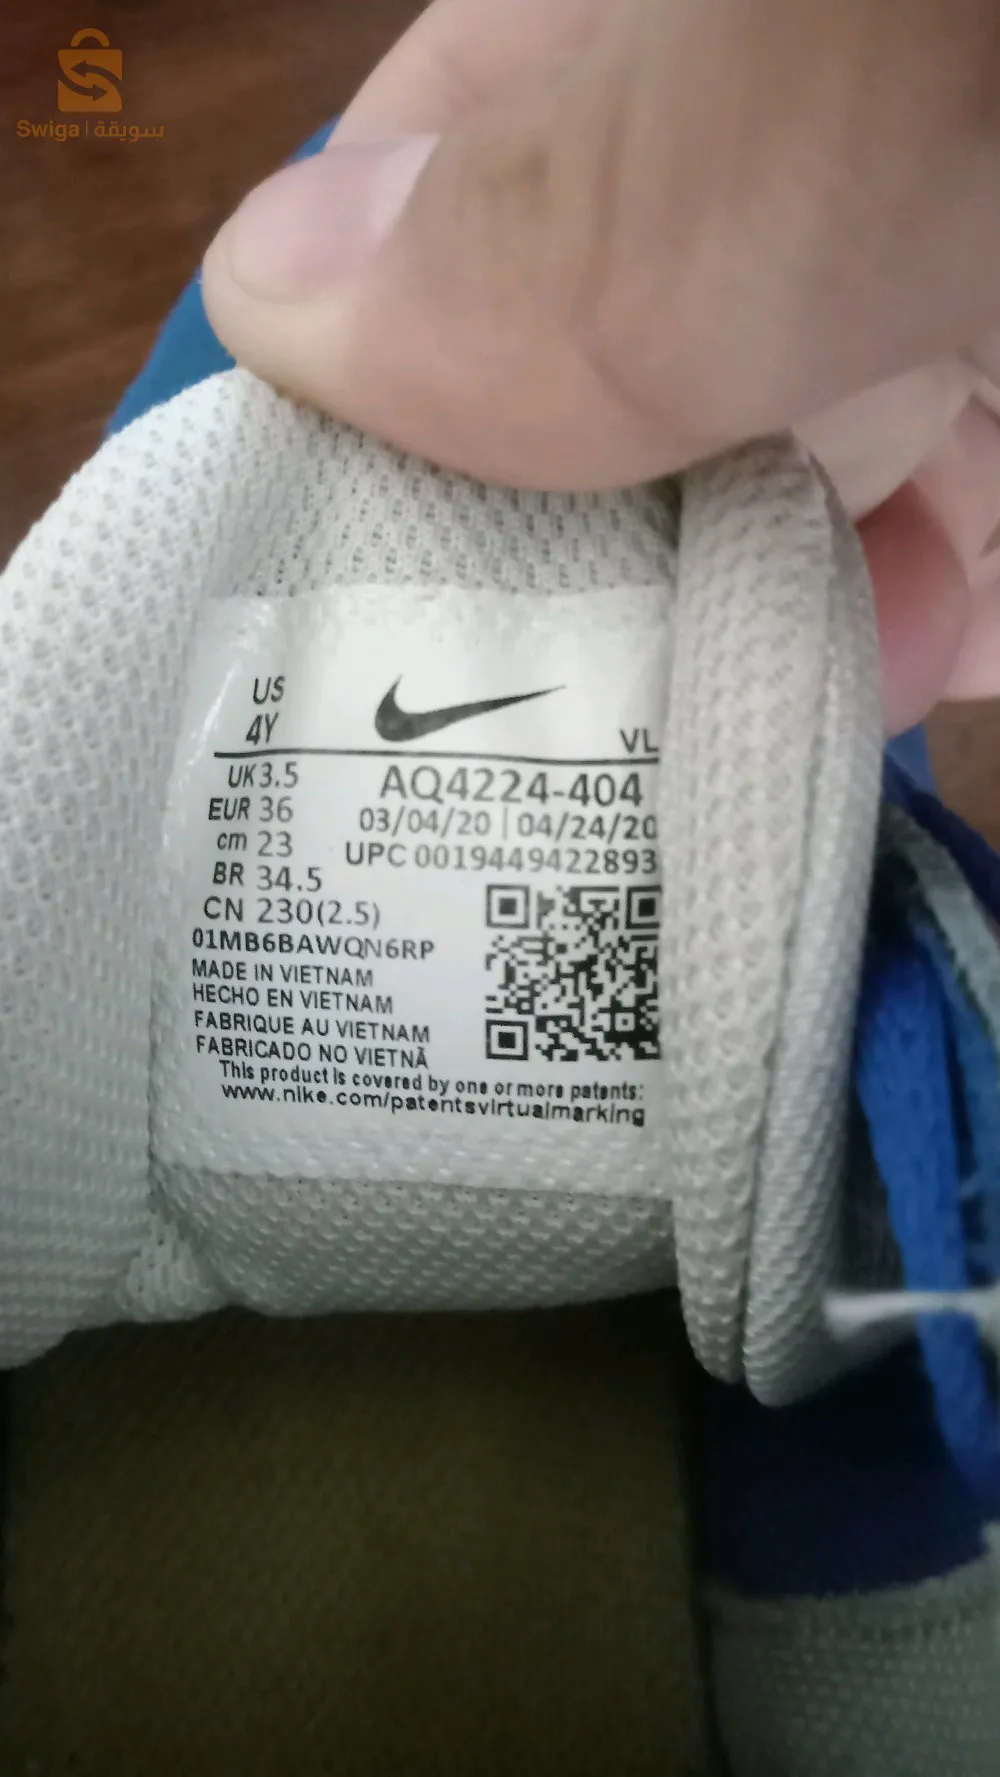 Swiga | سويقة
US
4Y
VL
UK 3.5
AQ4224-404
EUR 36
03/04/20 | 04/24/20
cm 23
UPC 0019449422893
BR 34.5
CN 230(2.5)
01MB6BAWQN6RP
MADE IN VIETNAM
HECHO EN VIETNAM
FABRIQUE AU VIETNAM
FABRICADO NO VIETNÃ
This product is covered by one or more patents:
www.nike.com/patentsvirtualmarking